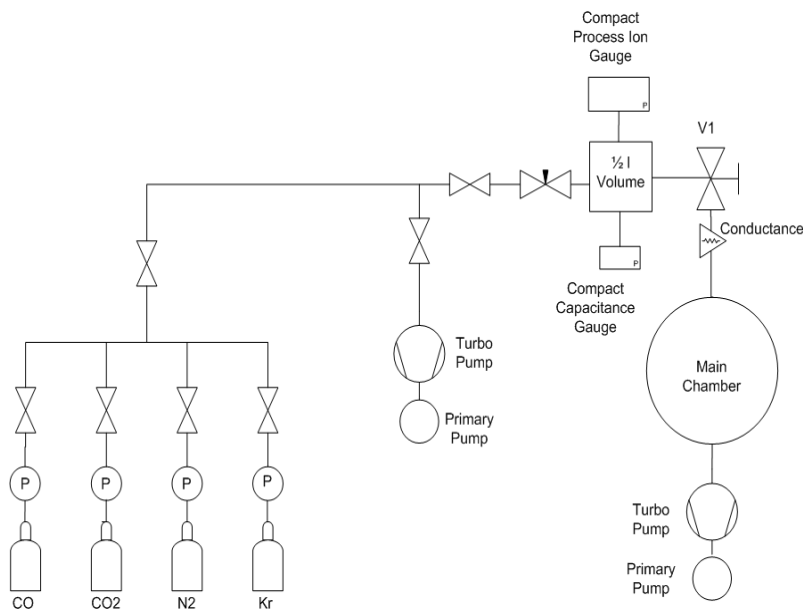 Compact
Process Ion
Gauge
P
V1
½ l
Volume
Conductance
P
Compact
Capacitance
Gauge
Turbo
Pump
Main
Chamber
Primary
Pump
P
P
P
P
Turbo
Pump
Primary
Pump
CO
CO2
N2
Kr